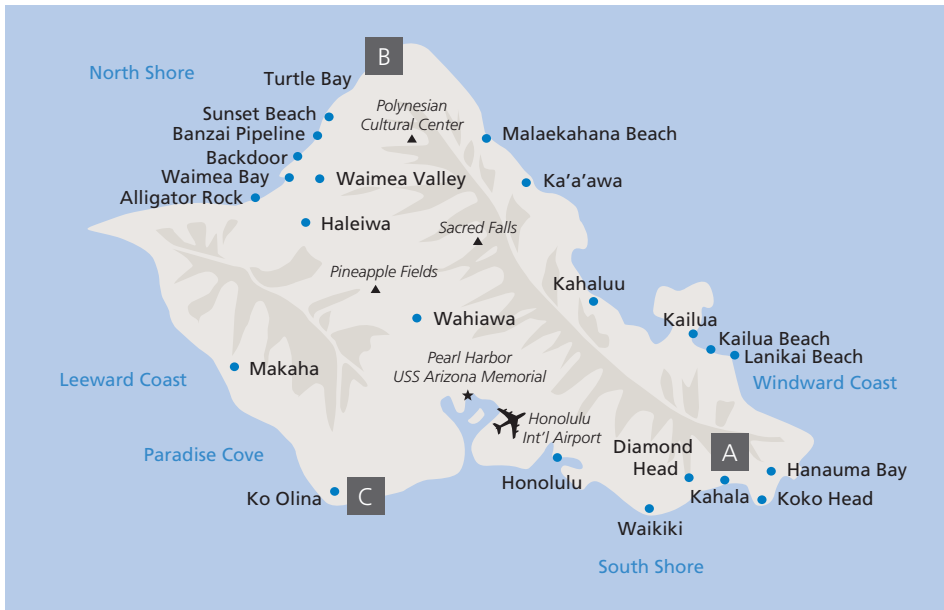 B
North Shore
Turtle Bay
Sunset Beach
Polynesian
Cultural Center
Banzai Pipeline
Malaekahana Beach
Backdoor
Waimea Bay
Waimea Valley
Ka'a'awa
Alligator Rock
Haleiwa
Sacred Falls
Pineapple Fields
Kahaluu
Wahiawa
Kailua
Kailua Beach
Lanikai Beach
Pearl Harbor
USS Arizona Memorial
Makaha
Leeward Coast
Windward Coast
Honolulu
Int'l Airport
Diamond
Head
A
Paradise Cove
Hanauma Bay
Honolulu
Ko Olina
C
Kahala
Koko Head
Waikiki
South Shore